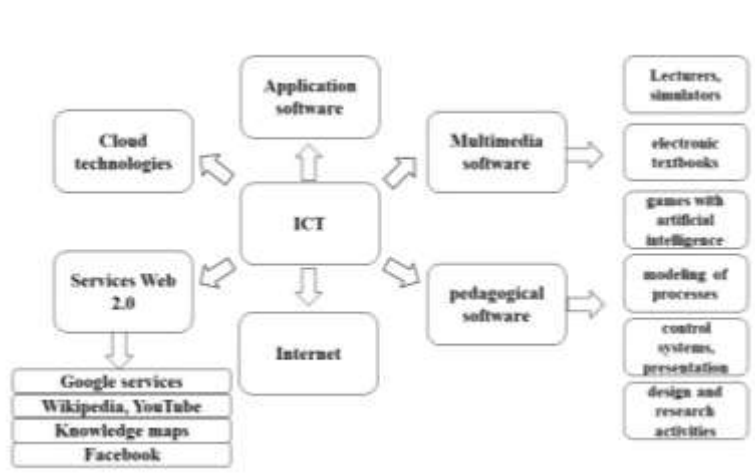 Application
software
Cloud
technologies
Multimedia
software
ICT
Services Web
2.0
Internet
pedagogical
software
Google services
Wikipedia, YouTube
Knowledge maps
Facebook
Lecturers,
simulators
electronic
textbooks
games with
artificial
intelligence
modeling of
processes
control
systems,
presentation
design and
research
activities